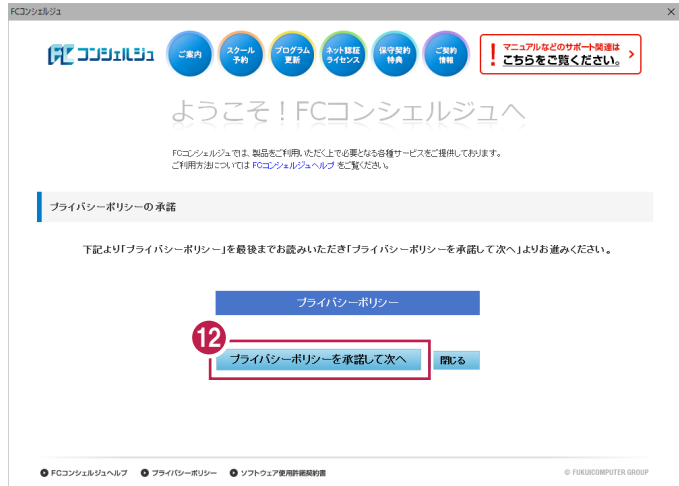 FCコンシェルジュ
×
FC コンシェルジュ
ご案内
スクール
予約
プログラム
更新
ネット認証
ライセンス
保守契約
特典
ご契約
情報
! マニュアルなどのサポート関連は
こちらをご覧ください。 >
ようこそ！FCコンシェルジュへ
FCコンシェルジュでは、製品をご利用いただく上で必要となる各種サービスをご提供しております。
ご利用方法については FCコンシェルジュヘルプ をご覧ください。
プライバシーポリシーの承諾
下記より「プライバシーポリシー」を最後までお読みいただき「プライバシーポリシーを承諾して次へ」よりお進みください。
プライバシーポリシー
12
プライバシーポリシーを承諾して次へ
閉じる
FCコンシェルジュヘルプ プライバシーポリシー ソフトウェア使用許諾契約書
© FUKUICOMPUTER GROUP